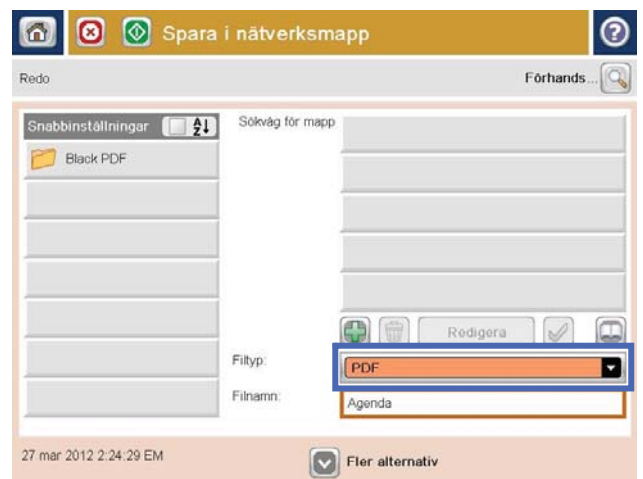 Spara i nätverksmapp
Redo
Förhands...
Snabbinställningar
Sökväg för mapp
Black PDF
Redigera
Filtyp:
PDF
Filnamn:
Agenda
27 mar 2012 2:24:29 EM
Fler alternativ